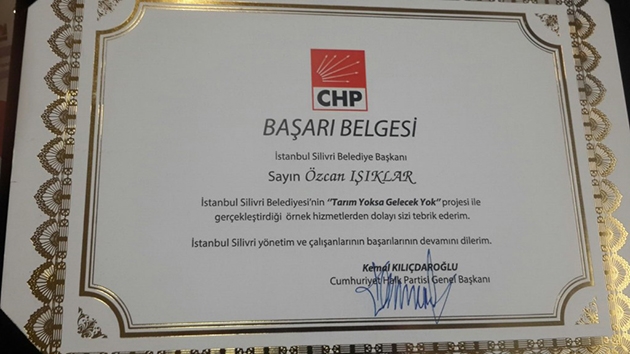 CHP
BAŞARI BELGESİ
İstanbul Silivri Belediye Başkanı
Sayın Özcan IŞIKLAR
İstanbul Silivri Belediyesi'nin "Tarım Yoksa Gelecek Yok" projesi ile
gerçekleştirdiği örnek hizmetlerden dolayı sizi tebrik ederim.
İstanbul Silivri yönetim ve çalışanlarının başarılarının devamını dilerim.
Kemal KILIÇDAROĞLU
Cumhuriyet Halk Partisi Genel Başkanı